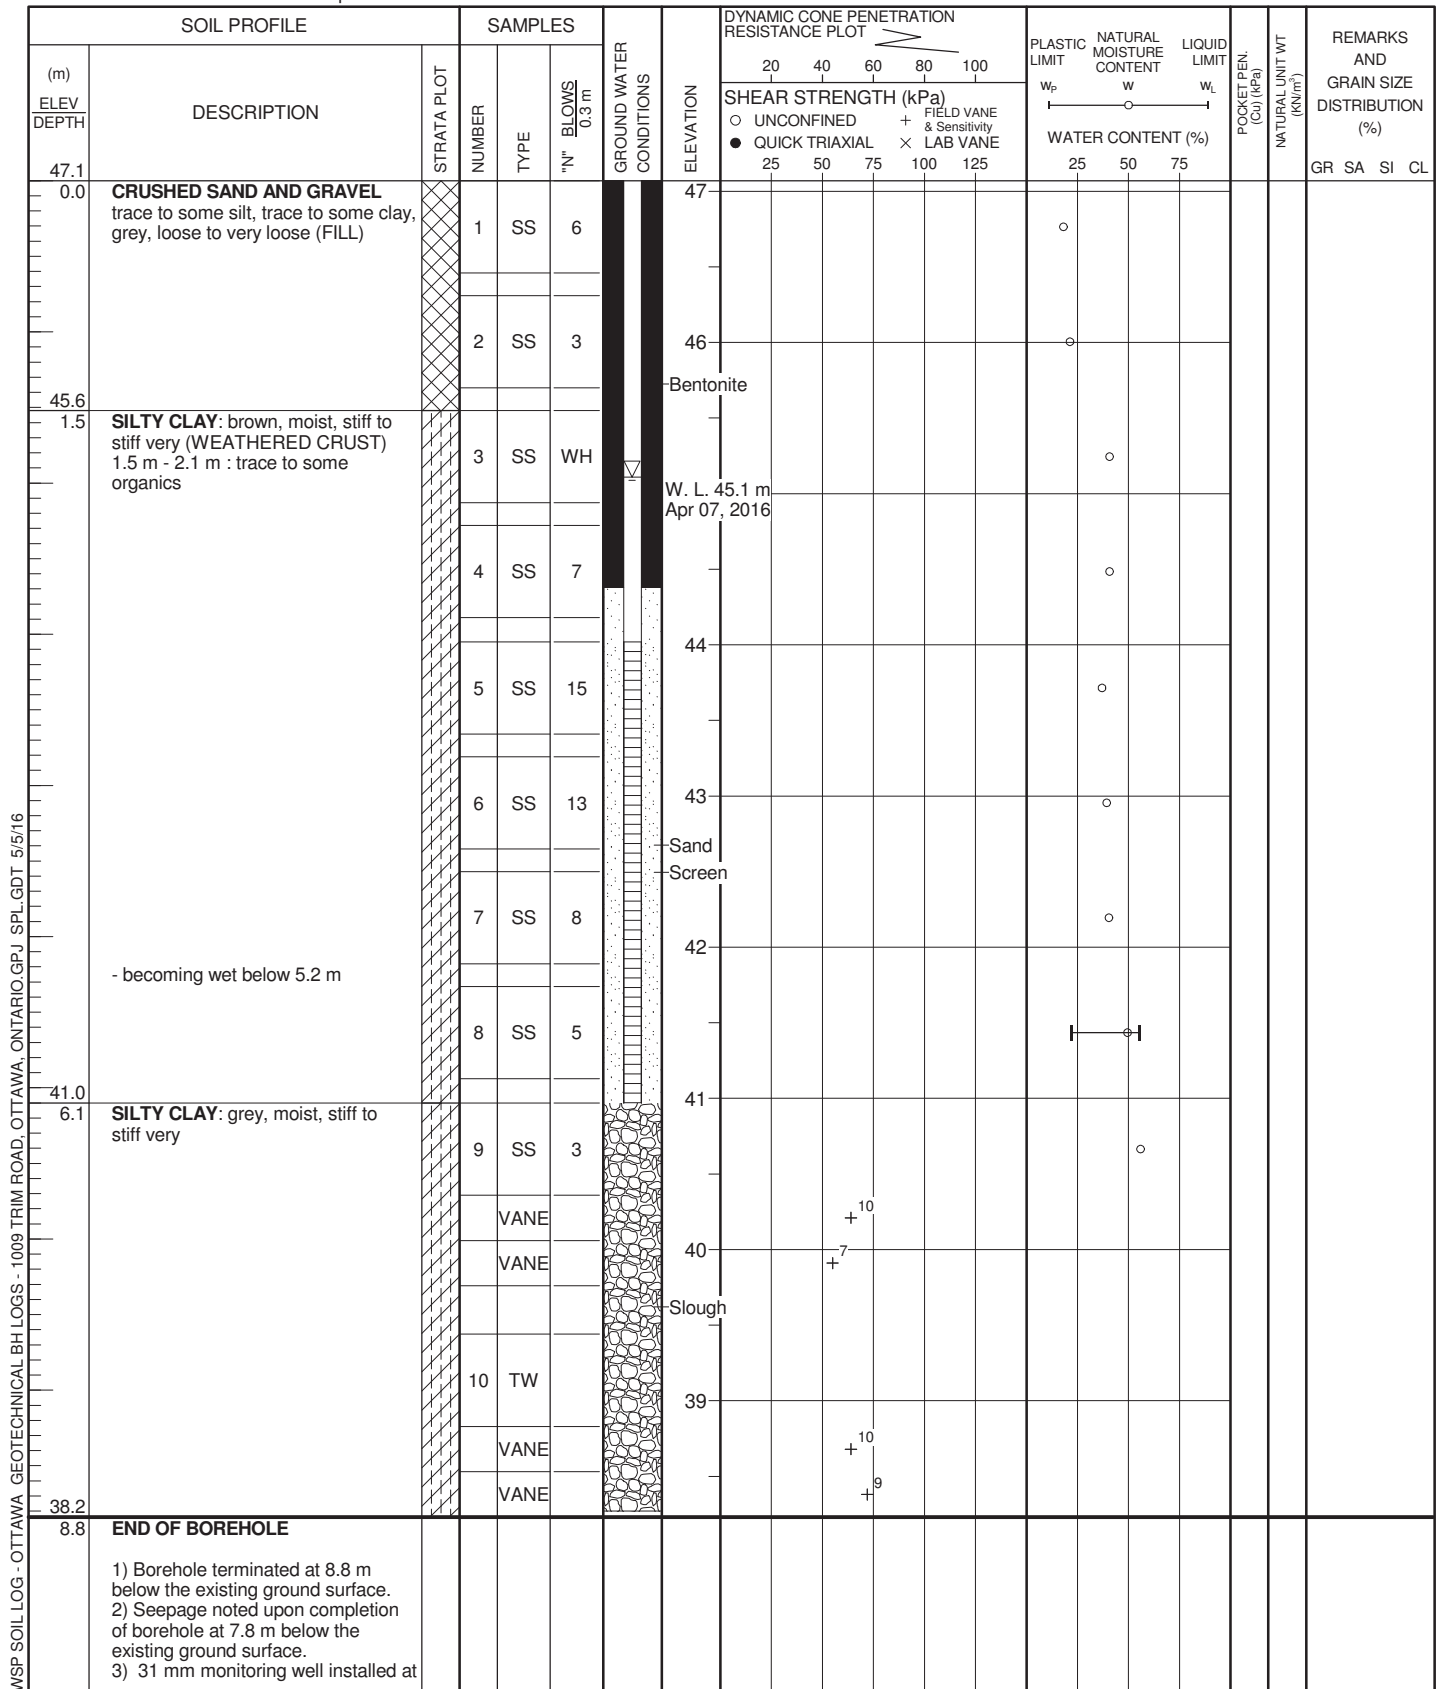 SOIL PROFILE
SAMPLES
(m)
ELEV
DEPTH
DESCRIPTION
STRATA PLOT
NUMBER
TYPE
"N" BLOWS
0.3 m
GROUND WATER
CONDITIONS
ELEVATION
DYNAMIC CONE PENETRATION
RESISTANCE PLOT
20 40 60 80 100
SHEAR STRENGTH (kPa)
UNCONFINED
+ FIELD VANE
& Sensitivity
QUICK TRIAXIAL
× LAB VANE
25 50 75 100 125
PLASTIC
LIMIT
NATURAL
MOISTURE
CONTENT
LIQUID
LIMIT
WP W WL
WATER CONTENT (%)
25 50 75
POCKET PEN.
(Cu) (kPa)
NATURAL UNIT WT
(KN/m³)
REMARKS
AND
GRAIN SIZE
DISTRIBUTION
(%)
GR SA SI CL
47.1
0.0 CRUSHED SAND AND GRAVEL
trace to some silt, trace to some clay,
grey, loose to very loose (FILL)
1 SS 6
47
2 SS 3
46
Bentonite
45.6
1.5 SILTY CLAY: brown, moist, stiff to
stiff very (WEATHERED CRUST)
1.5 m - 2.1 m : trace to some
organics
3 SS WH
W. L. 45.1 m
Apr 07, 2016
4 SS 7
44
5 SS 15
43
6 SS 13
Sand
Screen
7 SS 8
42
- becoming wet below 5.2 m
8 SS 5
41.0
41
6.1 SILTY CLAY: grey, moist, stiff to
stiff very
9 SS 3
VANE
10
VANE
40
7
Slough
10 TW
39
VANE
10
VANE
9
38.2
8.8 END OF BOREHOLE
1) Borehole terminated at 8.8 m
below the existing ground surface.
2) Seepage noted upon completion
of borehole at 7.8 m below the
existing ground surface.
3) 31 mm monitoring well installed at
WSP SOIL LOG - OTTAWA GEOTECHNICAL BH LOGS - 1009 TRIM ROAD, OTTAWA, ONTARIO.GPJ SPL.GDT 5/5/16